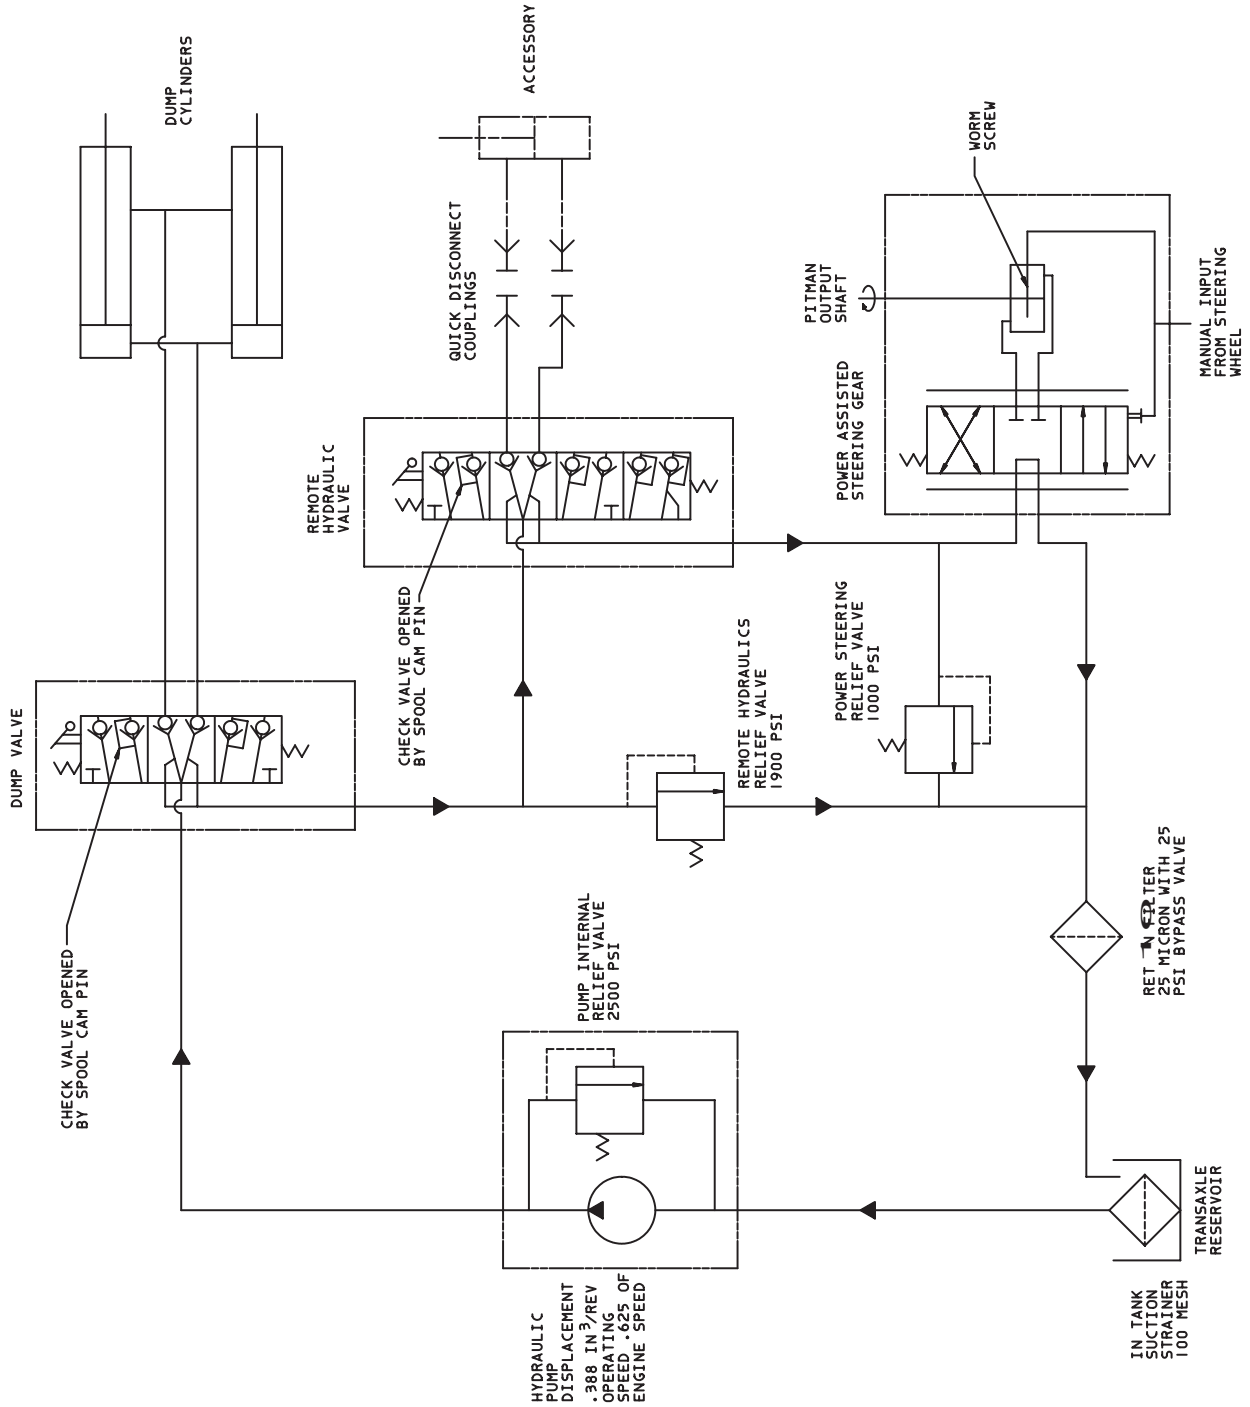 DUMP
CYLINDERS
ACCESSORY
WORM
SCREW
QUICK DISCONNECT
COUPLINGS
PITMAN
OUTPUT
SHAFT
MANUAL INPUT
FROM STEERING
WHEEL
POWER ASSISTED
STEERING GEAR
REMOTE
HYDRAULIC
VALVE
DUMP VALVE
CHECK VALVE OPENED
BY SPOOL CAM PIN
REMOTE HYDRAULICS
RELIEF VALVE
1900 PSI
POWER STEERING
RELIEF VALVE
1000 PSI
CHECK VALVE OPENED
BY SPOOL CAM PIN
PUMP INTERNAL
RELIEF VALVE
2500 PSI
RET
25 MICRON WITH 25
PSI BYPASS VALVE
HYDRAULIC
PUMP
DISPLACEMENT
.388 IN³/REV
OPERATING
SPEED .625 OF
ENGINE SPEED
TRANSAXLE
RESERVOIR
IN TANK
SUCTION
STRAINER
100 MESH